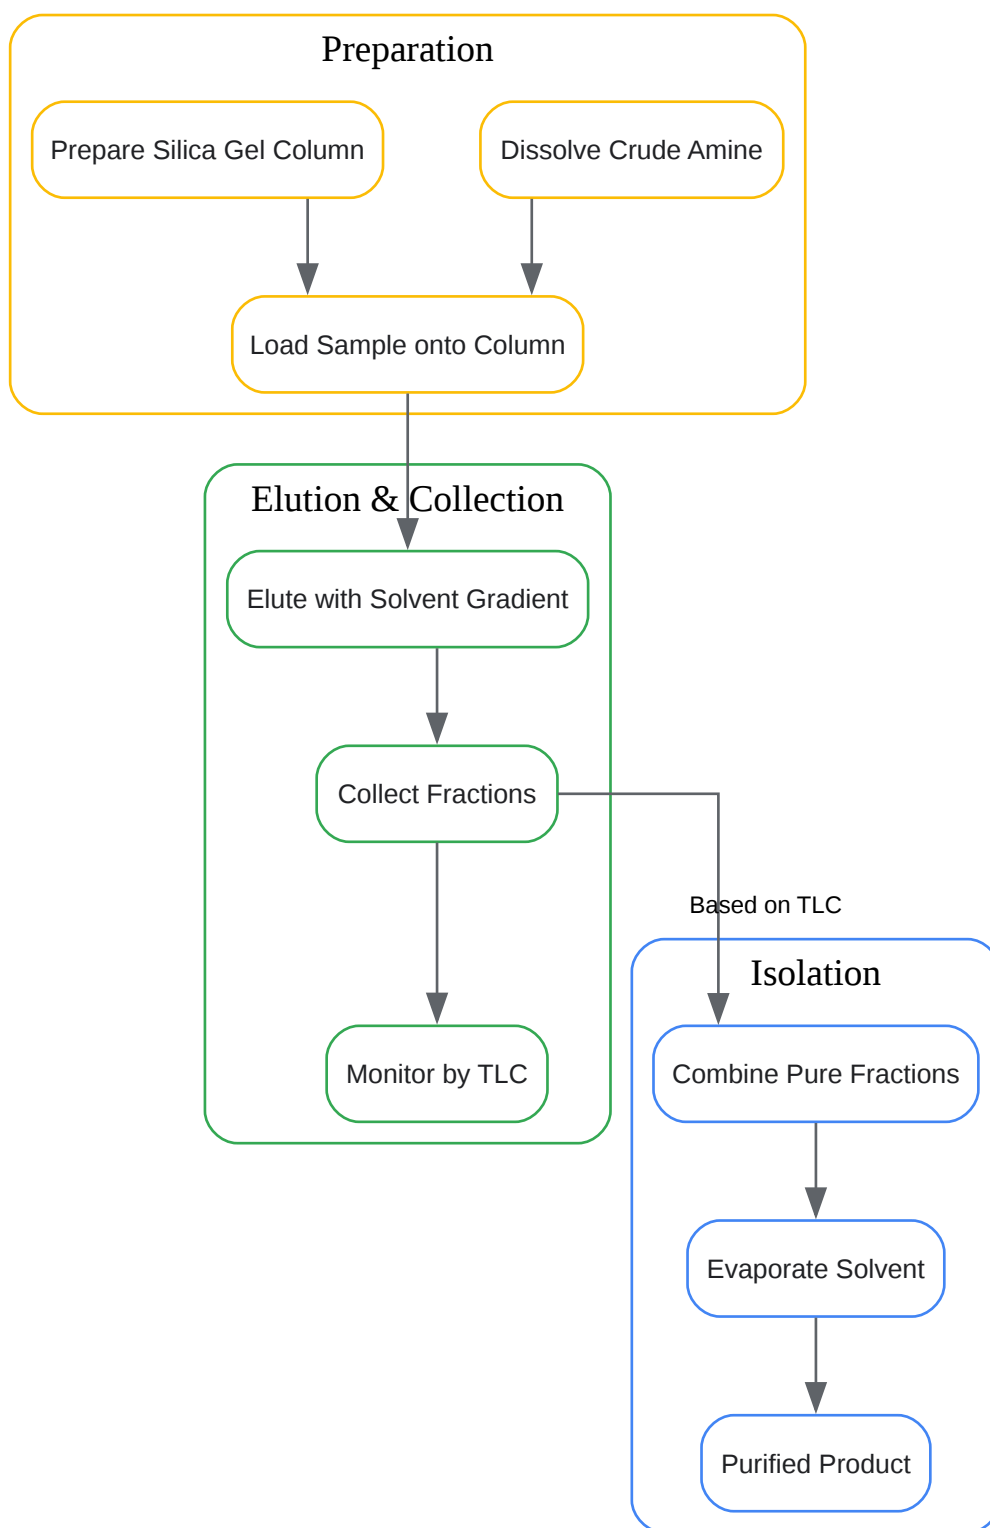 Preparation
Prepare Silica Gel Column
Dissolve Crude Amine
Load Sample onto Column
Elution & Collection
Elute with Solvent Gradient
Collect Fractions
Based on TLC
Isolation
Monitor by TLC
Combine Pure Fractions
Evaporate Solvent
Purified Product